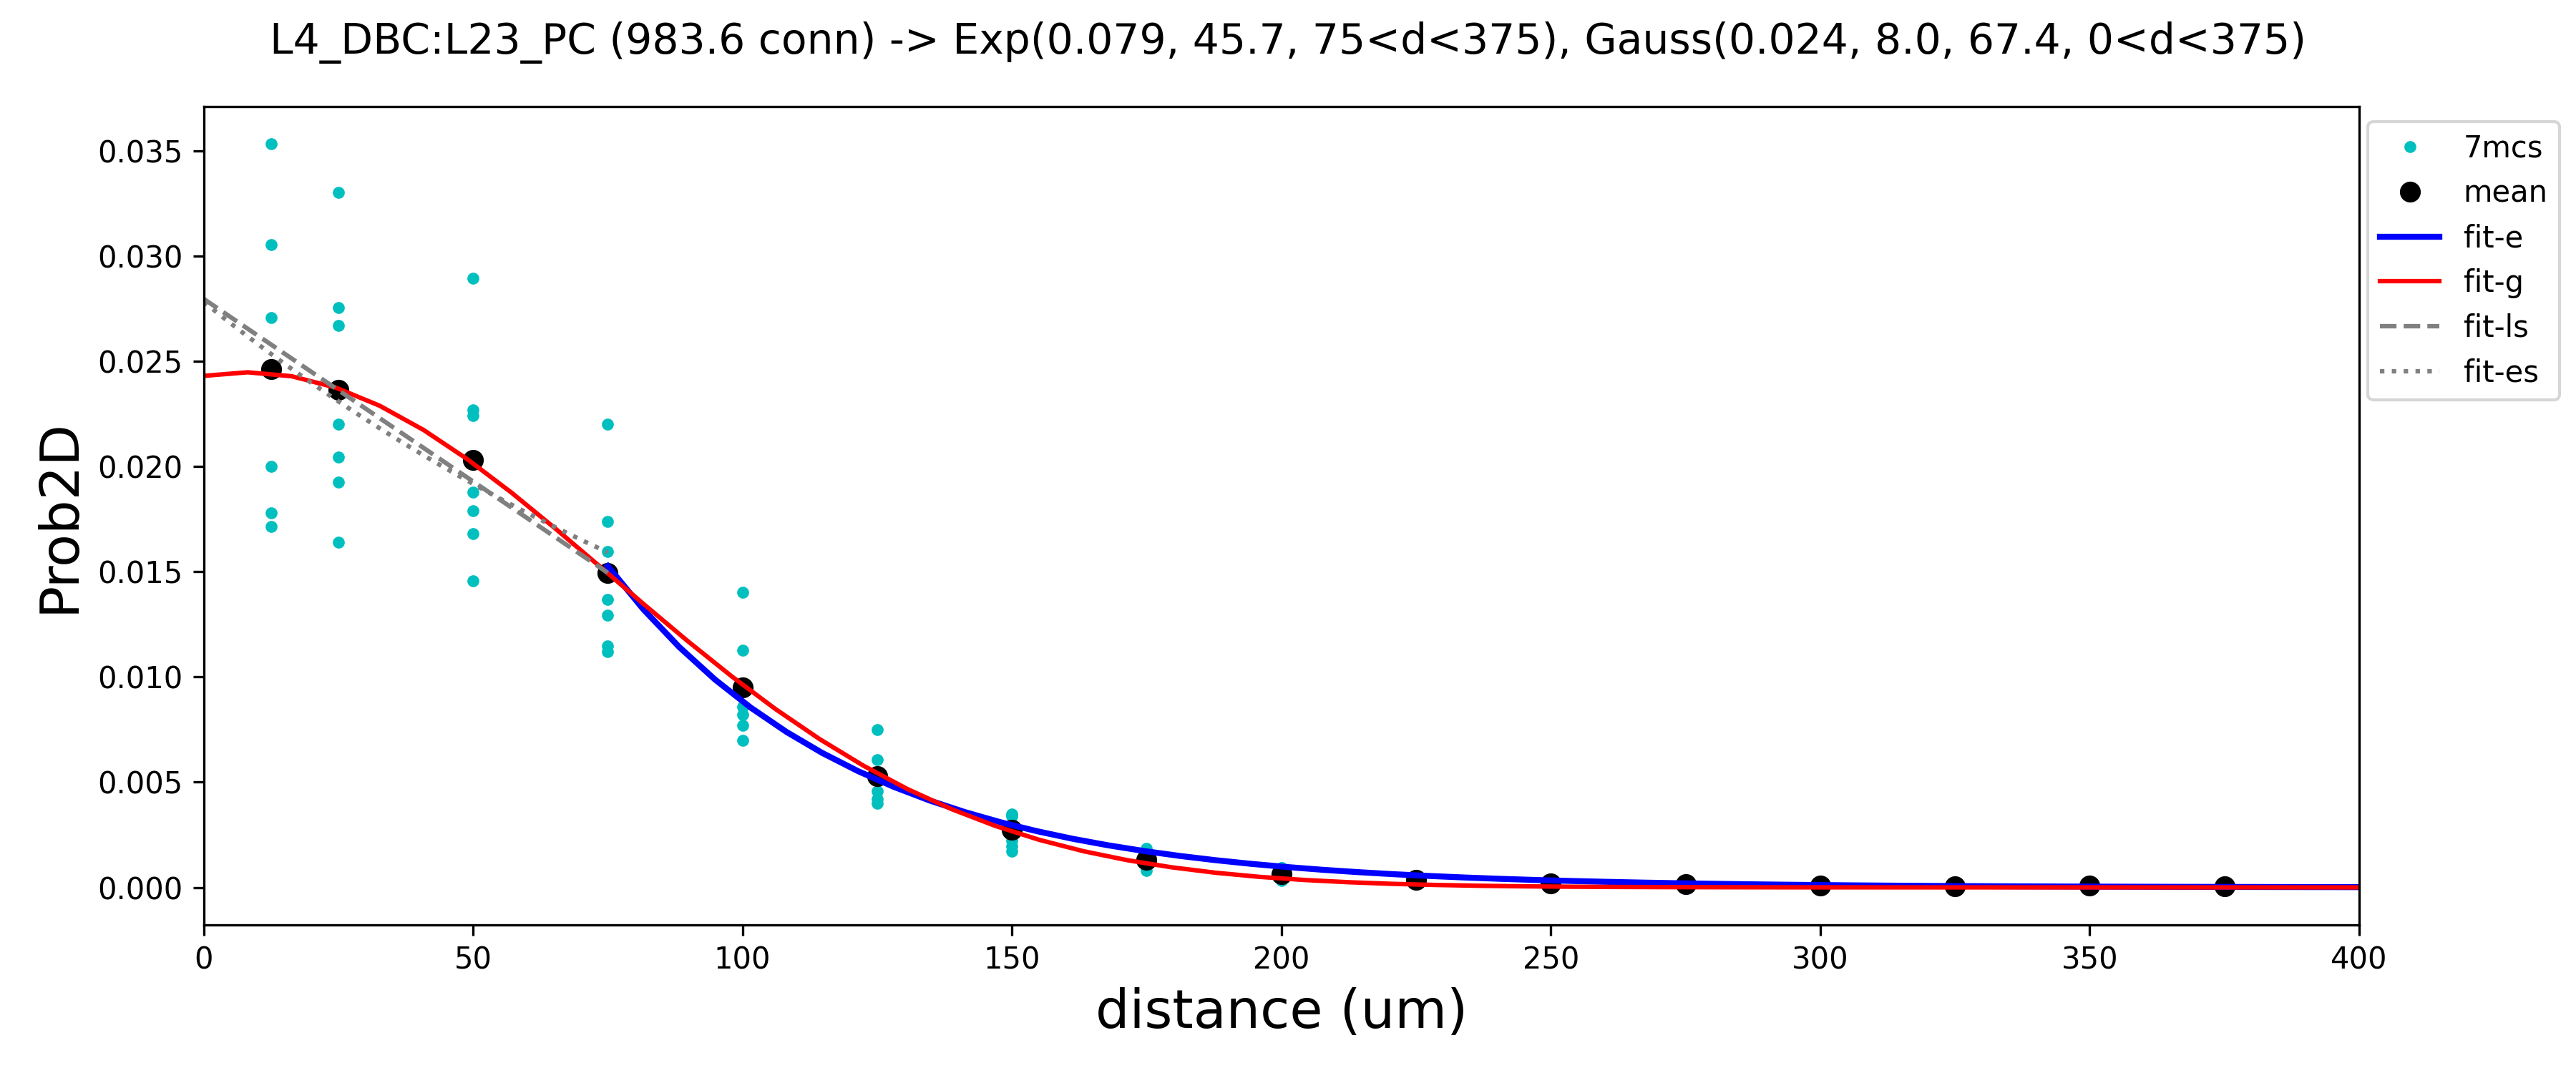 L4_DBC:L23_PC (983.6 conn) -> Exp(0.079, 45.7, 75<d<375), Gauss(0.024, 8.0, 67.4, 0<d<375)
0.035
0.030
0.025
0.020
0.015
0.010
0.005
0.000
Prob2D
0 50 100 150 200 250 300 350 400
distance (um)
7mcs
mean
fit-e
fit-g
fit-ls
fit-es